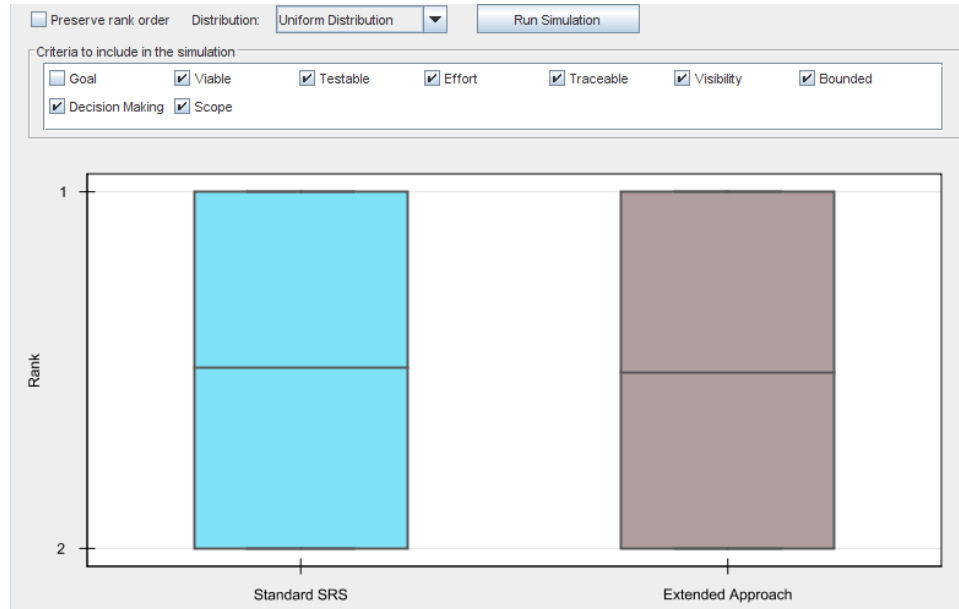 Preserve rank order Distribution: Uniform Distribution Run Simulation
Criteria to include in the simulation
Goal Viable Testable Effort Traceable Visibility Bounded
Decision Making Scope
1
Rank
2
Standard SRS Extended Approach